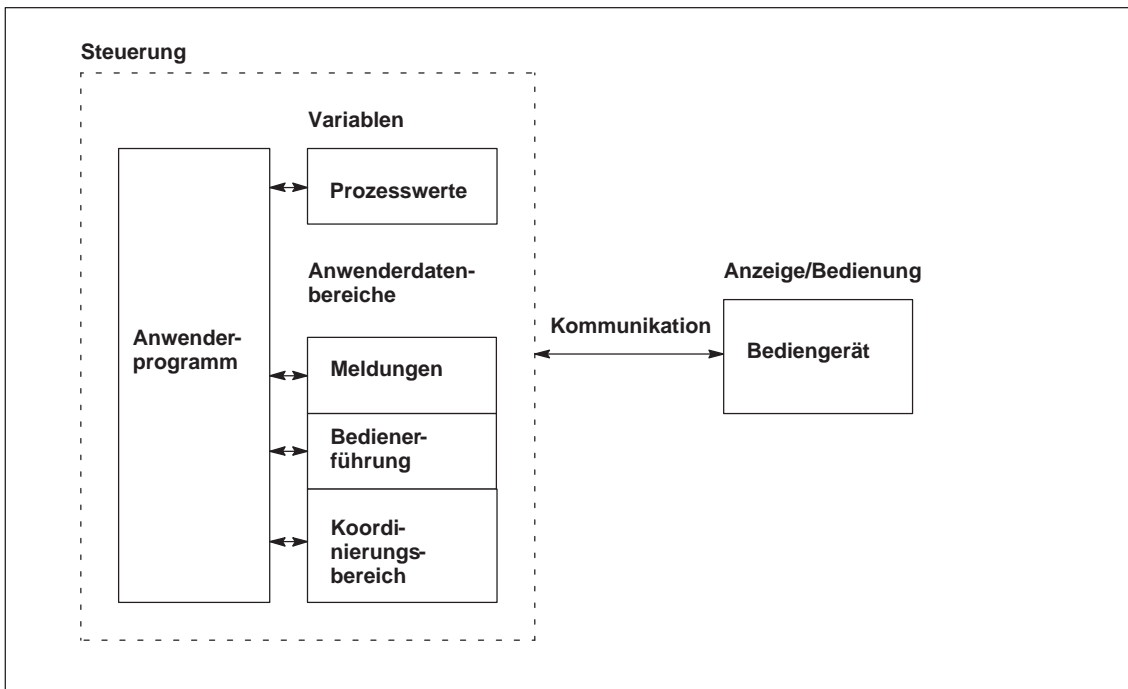 Steuerung
Variablen
Prozesswerte
Anwenderdaten-
bereiche
Anwender-
programm
Meldungen
Bediener-
führung
Koordi-
nierungs-
bereich
Kommunikation
Anzeige/Bedienung
Bediengerät